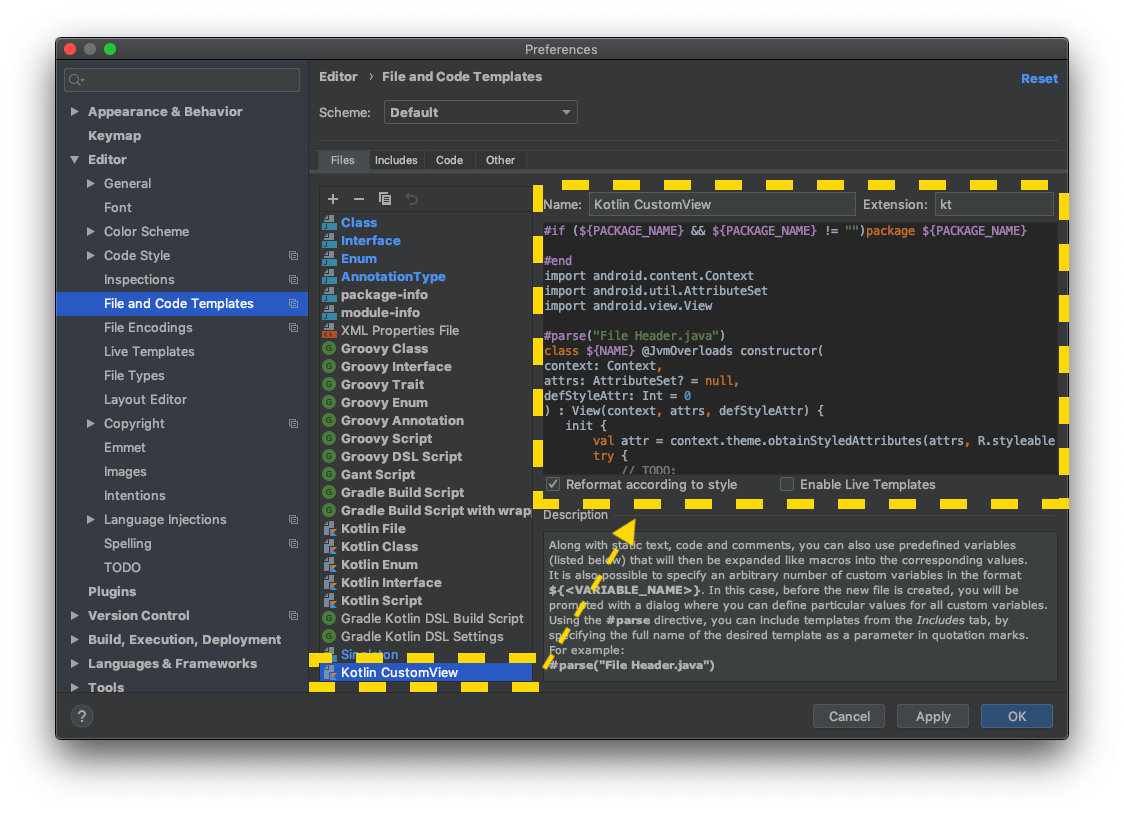 Preferences
Appearance & Behavior
Keymap
Editor
General
Font
Color Scheme
Code Style
Inspections
File and Code Templates
File Encodings
Live Templates
File Types
Layout Editor
Copyright
Emmet
Images
Intentions
Language Injections
Spelling
TODO
Plugins
Version Control
Build, Execution, Deployment
Languages & Frameworks
Tools
?
Editor › File and Code Templates
Reset
Scheme: Default
Files Includes Code Other
Class
Interface
Enum
AnnotationType
package-info
module-info
XML Properties File
Groovy Class
Groovy Interface
Groovy Trait
Groovy Enum
Groovy Annotation
Groovy Script
Groovy DSL Script
Gant Script
Gradle Build Script
Gradle Build Script with wrap
Kotlin File
Kotlin Class
Kotlin Enum
Kotlin Interface
Kotlin Script
Gradle Kotlin DSL Build Script
Gradle Kotlin DSL Settings
Singleton
Kotlin CustomView
Name: Kotlin CustomView Extension: kt
#if (${PACKAGE_NAME} && ${PACKAGE_NAME} != "")package ${PACKAGE_NAME}
#end
import android.content.Context
import android.util.AttributeSet
import android.view.View
#parse("File Header.java")
class ${NAME} @JvmOverloads constructor(
context: Context,
attrs: AttributeSet? = null,
defStyleAttr: Int = 0
) : View(context, attrs, defStyleAttr) {
init {
val attr = context.theme.obtainStyledAttributes(attrs, R.styleable
try {
// TODO:
Reformat according to style Enable Live Templates
Description
Along with static text, code and comments, you can also use predefined variables
(listed below) that will then be expanded like macros into the corresponding values.
It is also possible to specify an arbitrary number of custom variables in the format
${<VARIABLE_NAME>}. In this case, before the new file is created, you will be
prompted with a dialog where you can define particular values for all custom variables.
Using the #parse directive, you can include templates from the Includes tab, by
specifying the full name of the desired template as a parameter in quotation marks.
For example:
#parse("File Header.java")
Cancel Apply OK